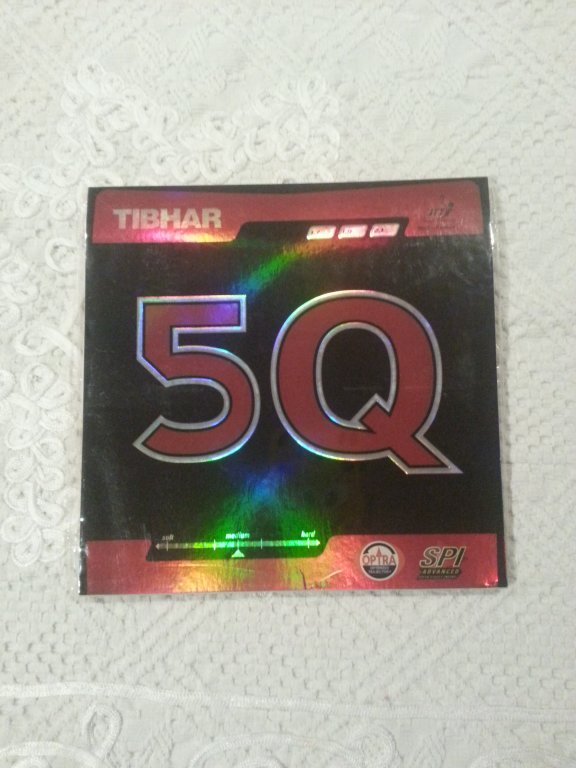 TIBHAR
5Q
soft medium hard
OPTRA
SPI
ADVANCED